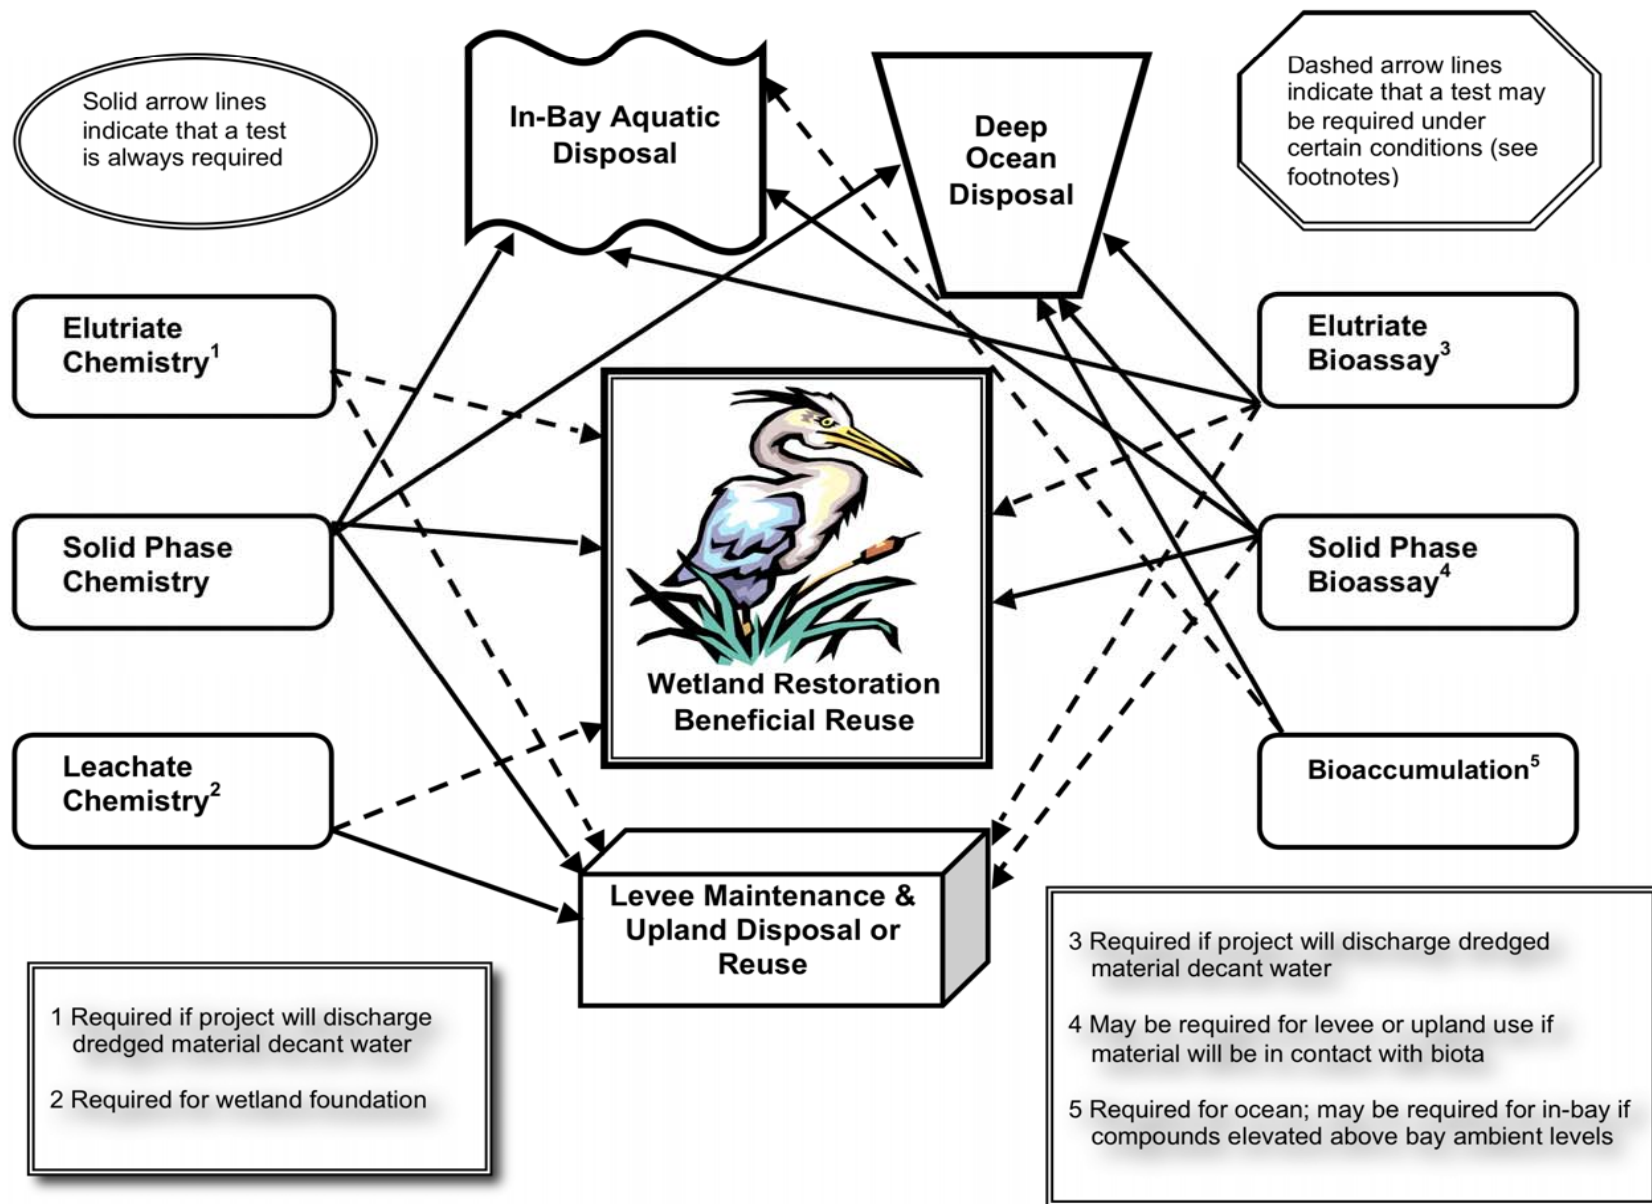 Solid arrow lines
indicate that a test
is always required
In-Bay Aquatic
Disposal
Deep
Ocean
Disposal
Dashed arrow lines
indicate that a test may
be required under
certain conditions (see
footnotes)
Elutriate
Chemistry1
Elutriate
Bioassay3
Solid Phase
Chemistry
Solid Phase
Bioassay4
Wetland Restoration
Beneficial Reuse
Leachate
Chemistry2
Bioaccumulation5
Levee Maintenance &
Upland Disposal or
Reuse
1 Required if project will discharge
dredged material decant water
2 Required for wetland foundation
3 Required if project will discharge dredged
material decant water
4 May be required for levee or upland use if
material will be in contact with biota
5 Required for ocean; may be required for in-bay if
compounds elevated above bay ambient levels